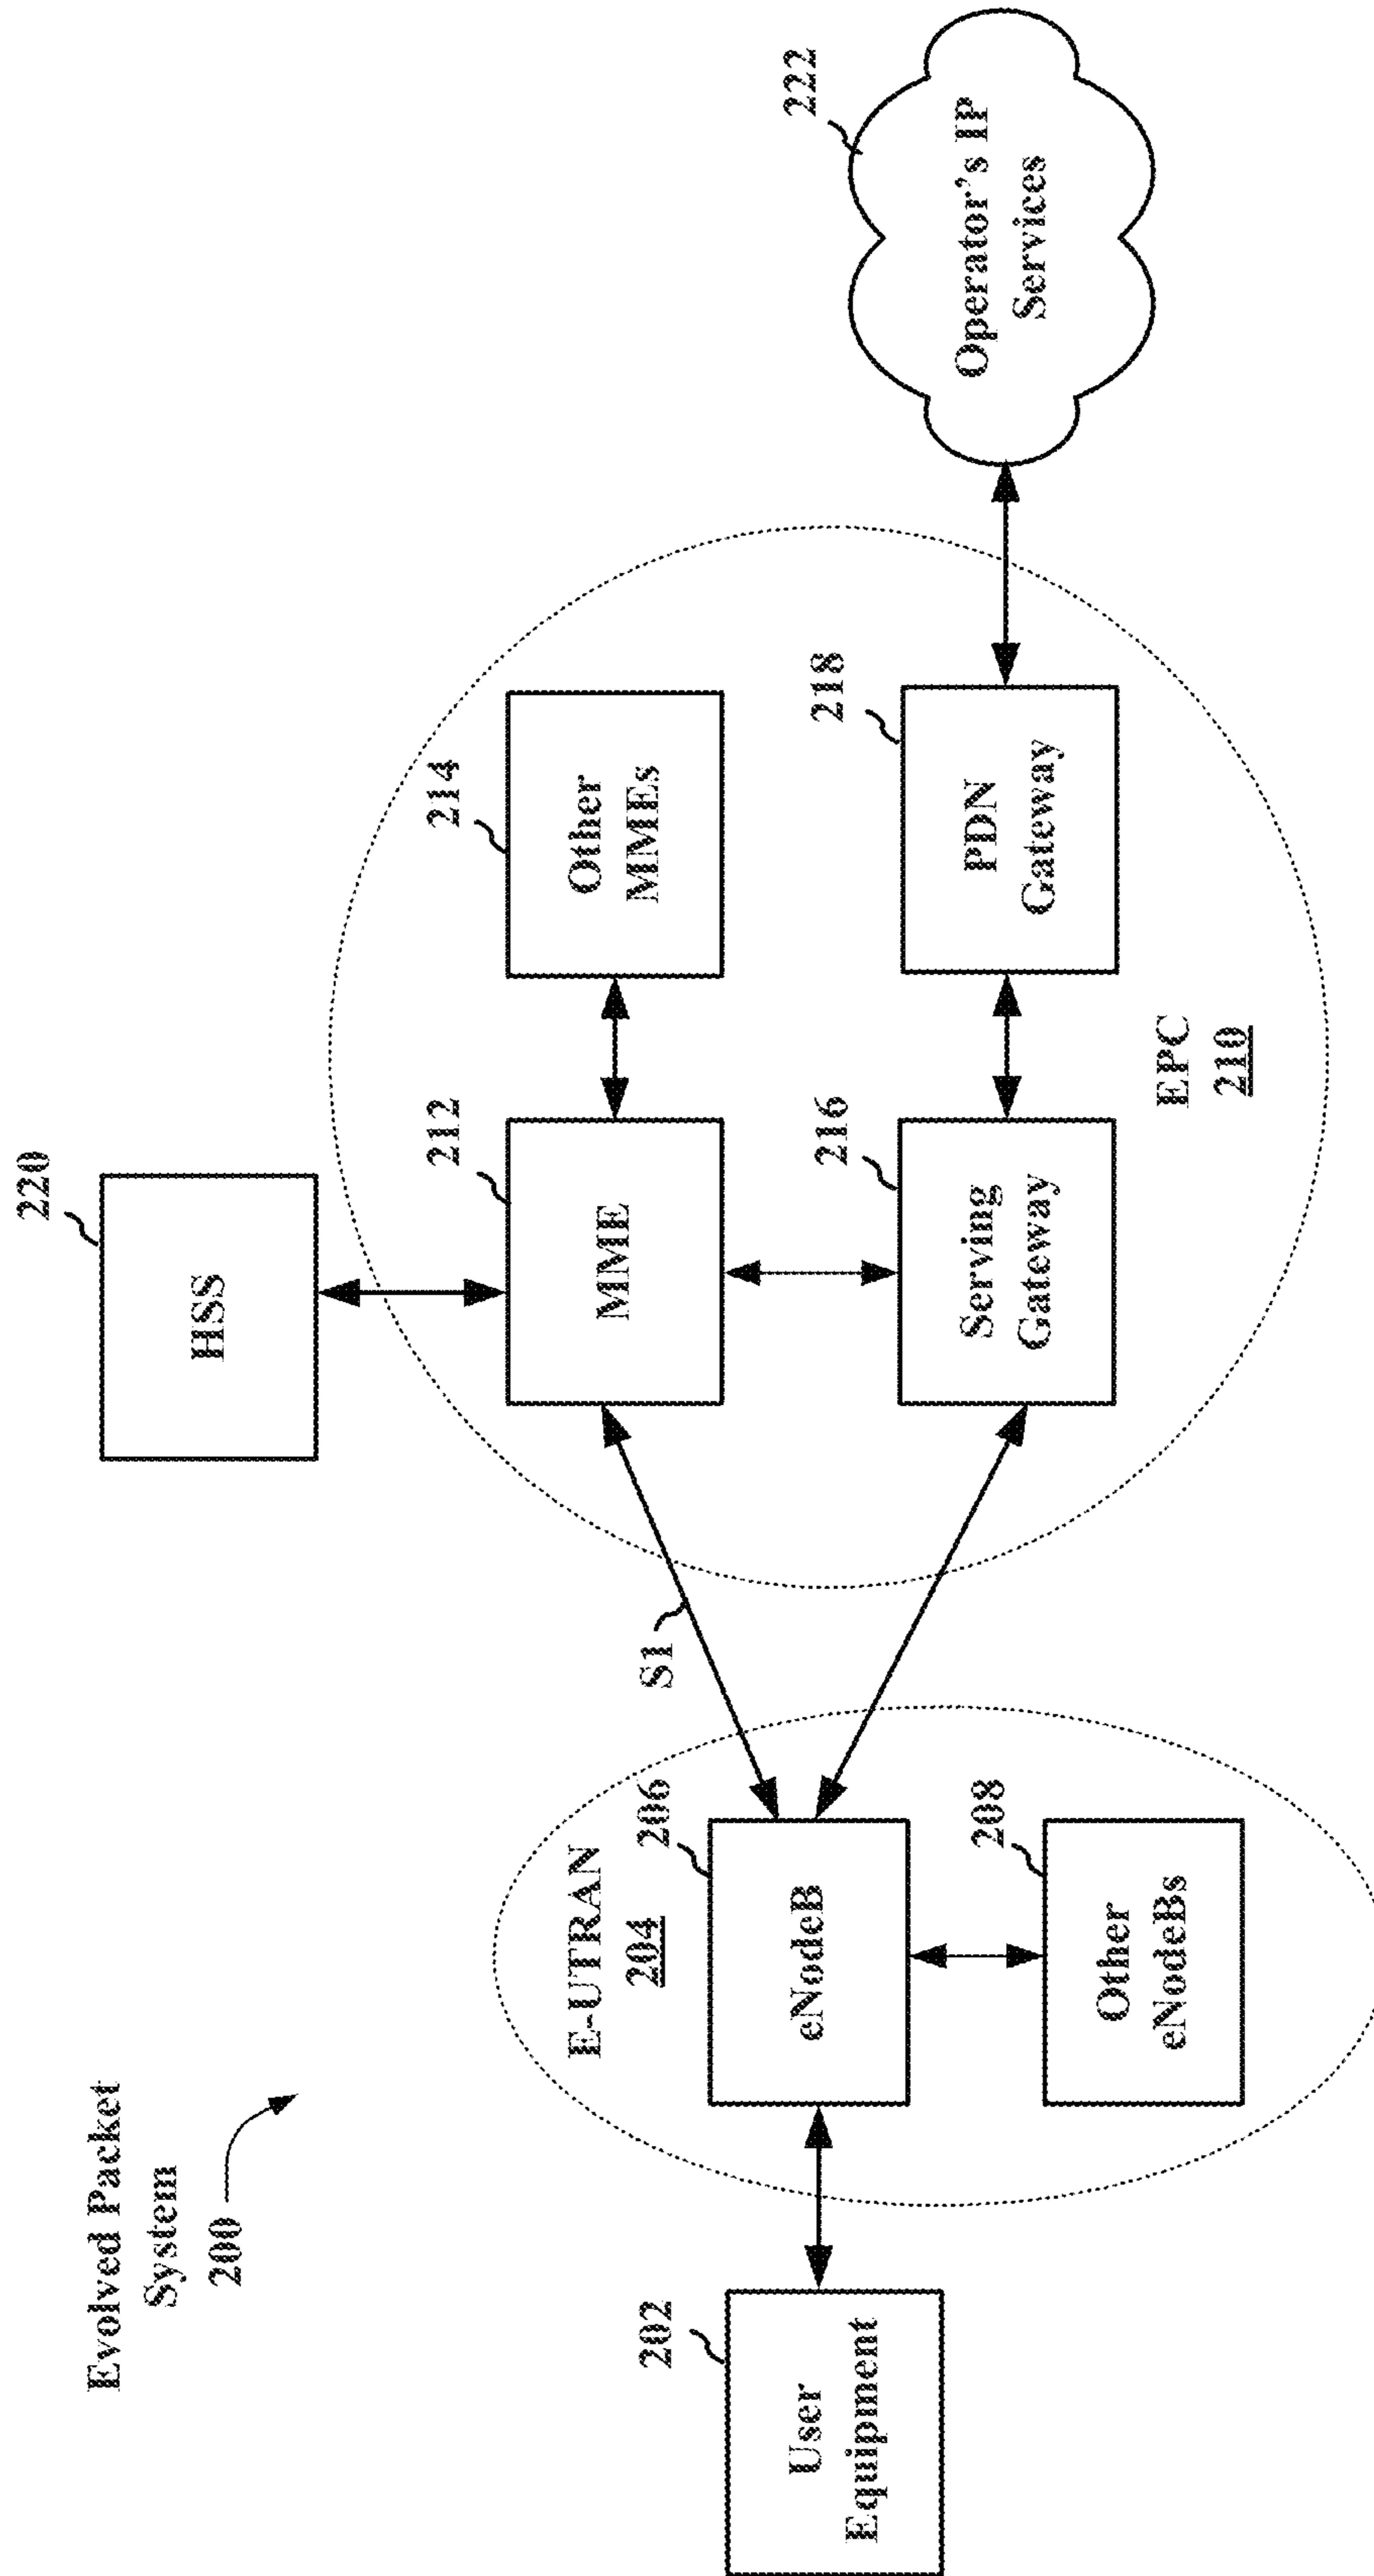 Evolved Packet
System
200
220
HSS
E-UTRAN
204
S1
212
MME
214
Other
MMEs
202
User
Equipment
206
eNodeB
208
Other
eNodeBs
216
Serving
Gateway
218
PDN
Gateway
EPC
210
222
Operator's IP
Services